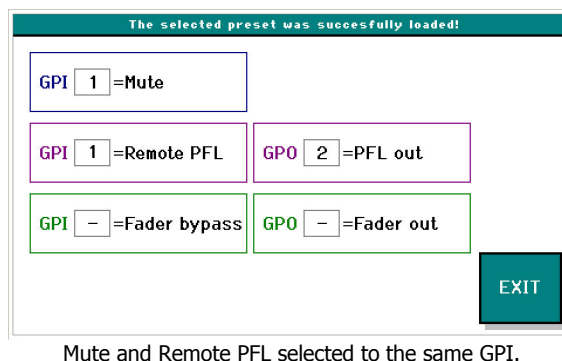 The selected preset was succesfully loaded!
GPI 1 =Mute
GPI 1 =Remote PFL GPO 2 =PFL out
GPI – =Fader bypass GPO – =Fader out
EXIT
Mute and Remote PFL selected to the same GPI.